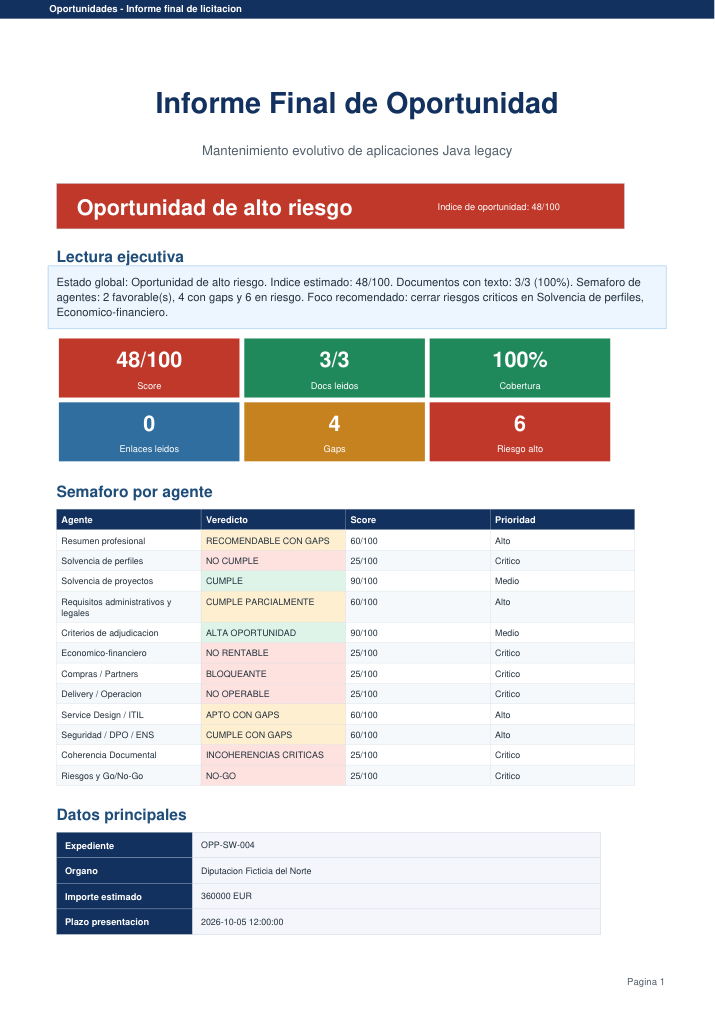 Oportunidades - Informe final de licitacion
Informe Final de Oportunidad
Mantenimiento evolutivo de aplicaciones Java legacy
Oportunidad de alto riesgo
Indice de oportunidad: 48/100
Lectura ejecutiva
Estado global: Oportunidad de alto riesgo. Indice estimado: 48/100. Documentos con texto: 3/3 (100%). Semaforo de
agentes: 2 favorable(s), 4 con gaps y 6 en riesgo. Foco recomendado: cerrar riesgos criticos en Solvencia de perfiles,
Economico-financiero.
48/100
Score
3/3
Docs leidos
100%
Cobertura
0
Enlaces leidos
4
Gaps
6
Riesgo alto
Semaforo por agente
Agente Veredicto Score Prioridad
Resumen profesional RECOMENDABLE CON GAPS 60/100 Alto
Solvencia de perfiles NO CUMPLE 25/100 Critico
Solvencia de proyectos CUMPLE 90/100 Medio
Requisitos administrativos y CUMPLE PARCIALMENTE 60/100 Alto
legales
Criterios de adjudicacion ALTA OPORTUNIDAD 90/100 Medio
Economico-financiero NO RENTABLE 25/100 Critico
Compras / Partners BLOQUEANTE 25/100 Critico
Delivery / Operacion NO OPERABLE 25/100 Critico
Service Design / ITIL APTO CON GAPS 60/100 Alto
Seguridad / DPO / ENS CUMPLE CON GAPS 60/100 Alto
Coherencia Documental INCOHERENCIAS CRITICAS 25/100 Critico
Riesgos y Go/No-Go NO-GO 25/100 Critico
Datos principales
Expediente OPP-SW-004
Organo Diputacion Ficticia del Norte
Importe estimado 360000 EUR
Plazo presentacion 2026-10-05 12:00:00
Pagina 1